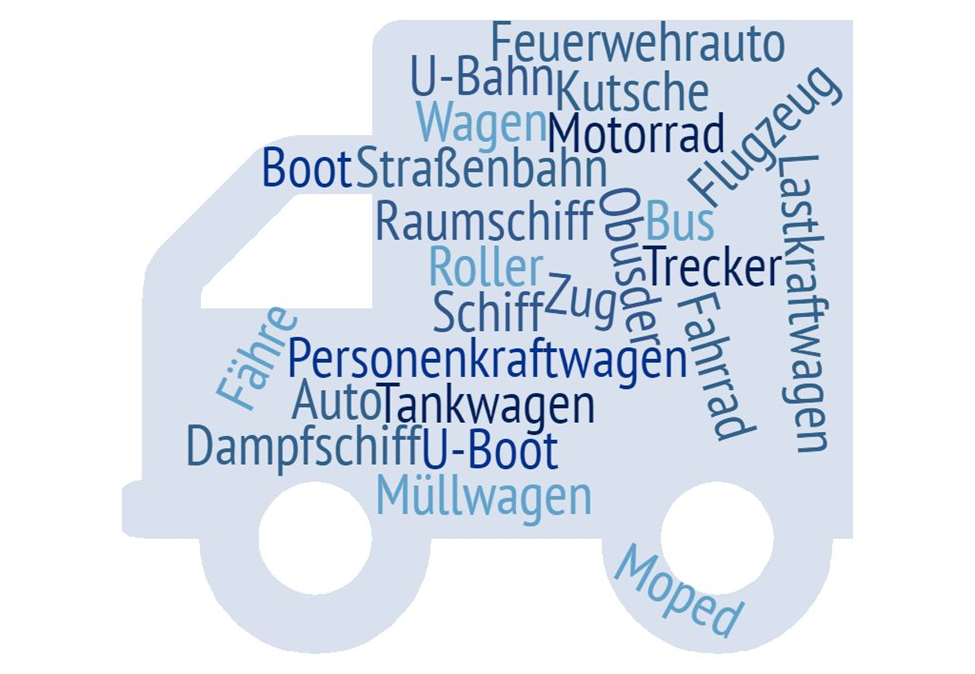 Feuerwehrauto
U-Bahn
Kutsche
Wagen
Motorrad
Flugzeug
Boot
Straßenbahn
Lastkraftwagen
Raumschiff
Obusder
Bus
Roller
Trecker
Zug
Schiff
Fahrrad
Fähre
Personenkraftwagen
Auto
Tankwagen
Dampfschiff
U-Boot
Müllwagen
Moped